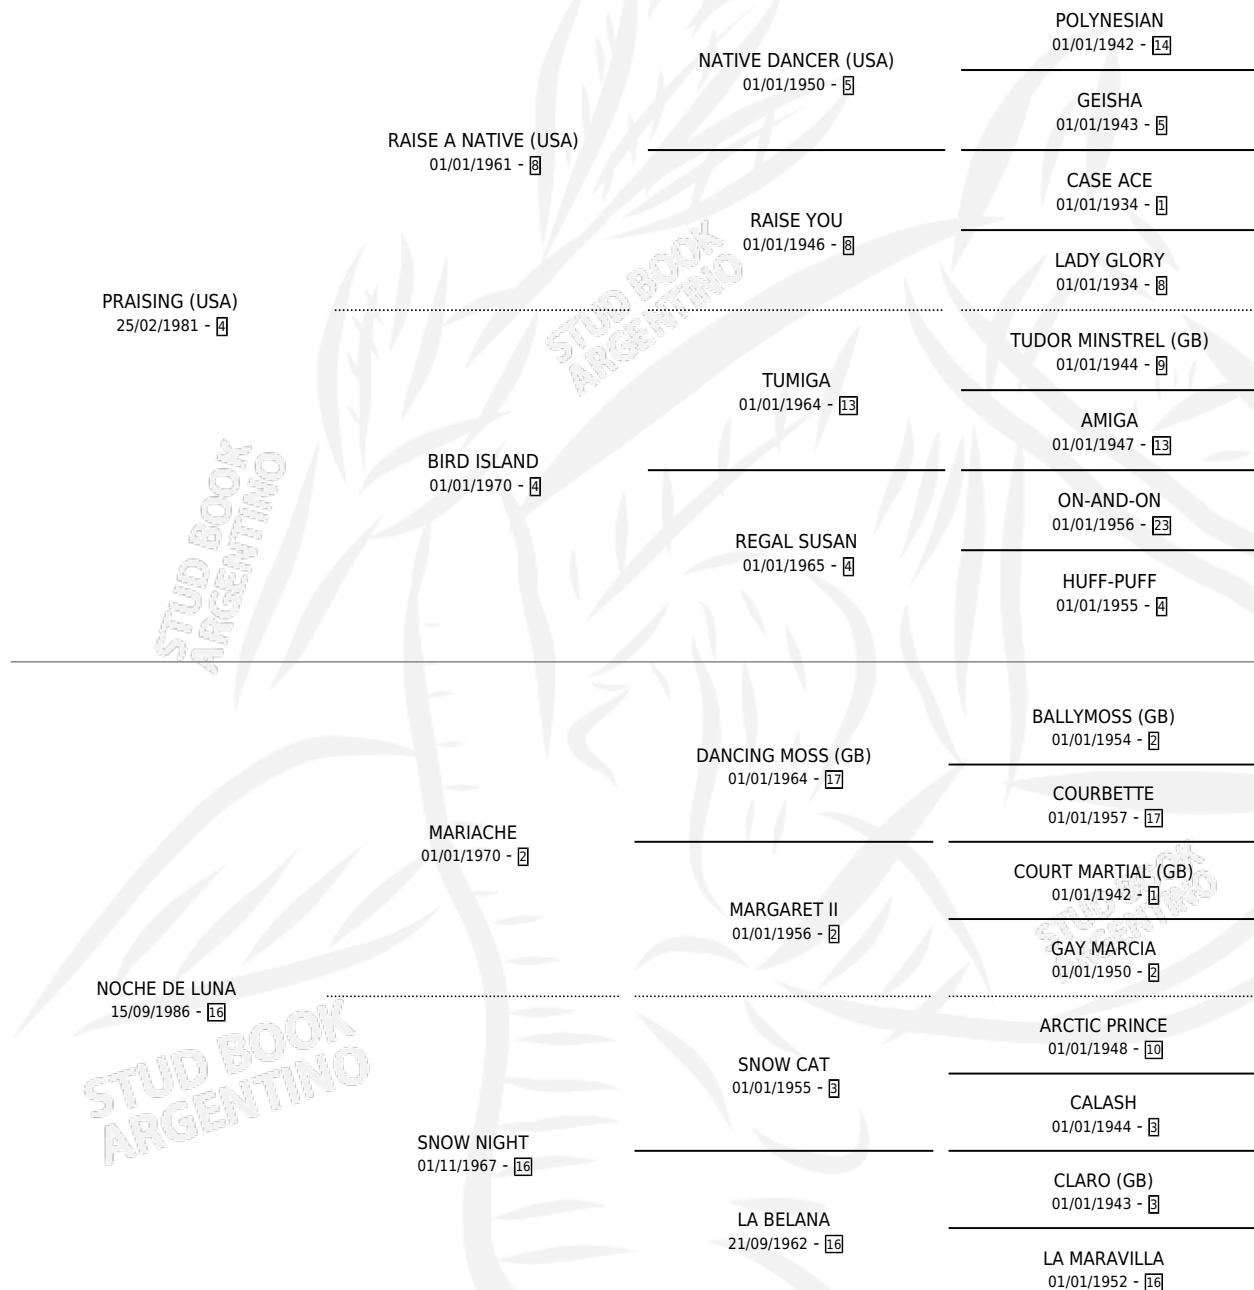 POLYNESIAN
01/01/1942 - 14
NATIVE DANCER (USA)
01/01/1950 - 5
GEISHA
01/01/1943 - 5
RAISE A NATIVE (USA)
01/01/1961 - 8
CASE ACE
01/01/1934 - 1
RAISE YOU
01/01/1946 - 8
LADY GLORY
01/01/1934 - 8
PRAISING (USA)
25/02/1981 - 4
TUDOR MINSTREL (GB)
01/01/1944 - 9
TUMIGA
01/01/1964 - 13
AMIGA
01/01/1947 - 13
BIRD ISLAND
01/01/1970 - 4
ON-AND-ON
01/01/1956 - 23
REGAL SUSAN
01/01/1965 - 4
HUFF-PUFF
01/01/1955 - 4
STUD BOOK
ARGENTINO
STUD BOOK
ARGENTINO
BALLYMOSS (GB)
01/01/1954 - 2
DANCING MOSS (GB)
01/01/1964 - 17
COURBETTE
01/01/1957 - 17
MARIACHE
01/01/1970 - 2
COURT MARTIAL (GB)
01/01/1942 - 1
MARGARET II
01/01/1956 - 2
GAY MARCIA
01/01/1950 - 2
STUD BOOK
ARGENTINO
NOCHE DE LUNA
15/09/1986 - 16
ARCTIC PRINCE
01/01/1948 - 10
SNOW CAT
01/01/1955 - 3
CALASH
01/01/1944 - 3
SNOW NIGHT
01/11/1967 - 16
CLARO (GB)
01/01/1943 - 3
LA BELANA
21/09/1962 - 16
LA MARAVILLA
01/01/1952 - 16
STUD BOOK
ARGENTINO